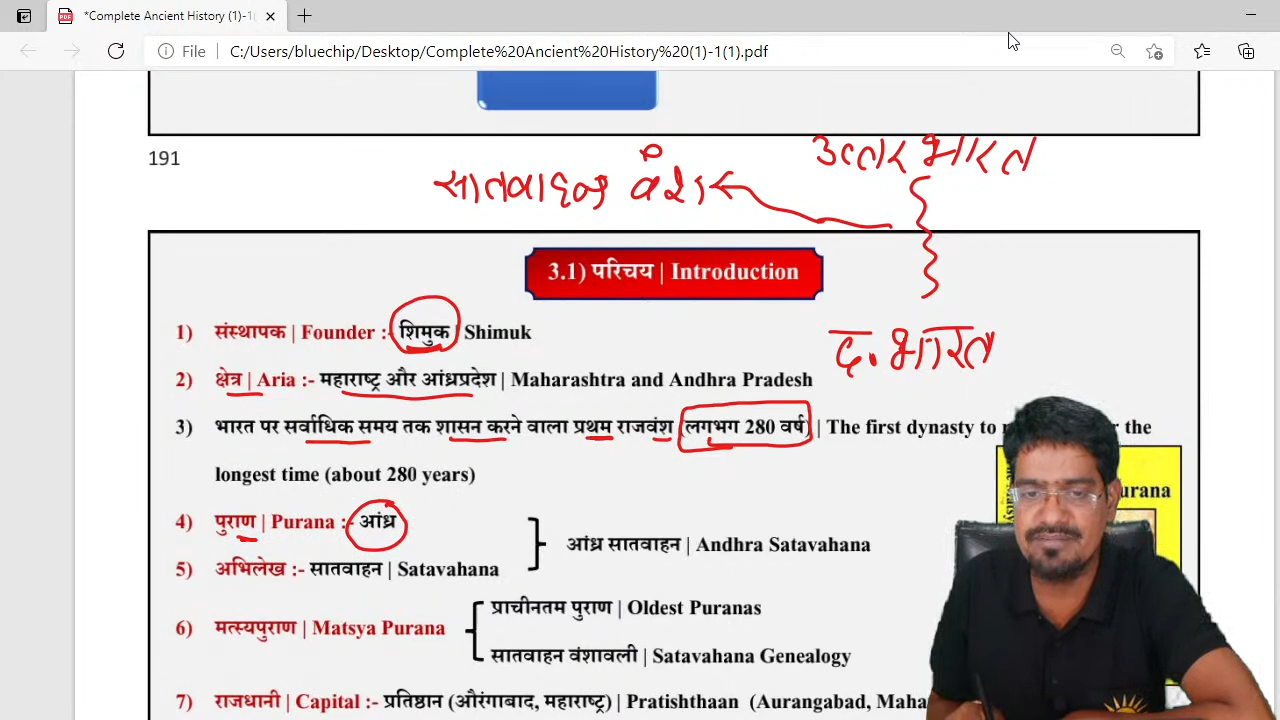 *Complete Ancient History (1)-1(
File
C:/Users/bluechip/Desktop/Complete%20Ancient%20History%20(1)-1(1).pdf
191
उत्तर भारत
सातवाहन वंश
3.1) परिचय | Introduction
1) संस्थापक | Founder :- शिमुक | Shimuk
द. भारत
2) क्षेत्र | Aria :- महाराष्ट्र और आंध्रप्रदेश | Maharashtra and Andhra Pradesh
3) भारत पर सर्वाधिक समय तक शासन करने वाला प्रथम राजवंश (लगभग 280 वर्ष) | The first dynasty to the
longest time (about 280 years)
urana
4) पुराण | Purana :- आंध्र
आंध्र सातवाहन | Andhra Satavahana
5) अभिलेख :- सातवाहन | Satavahana
प्राचीनतम पुराण | Oldest Puranas
6) मत्स्यपुराण | Matsya Purana
सातवाहन वंशावली | Satavahana Genealogy
7) राजधानी | Capital :- प्रतिष्ठान (औरंगाबाद, महाराष्ट्र) | Pratishthaan (Aurangabad, Maha